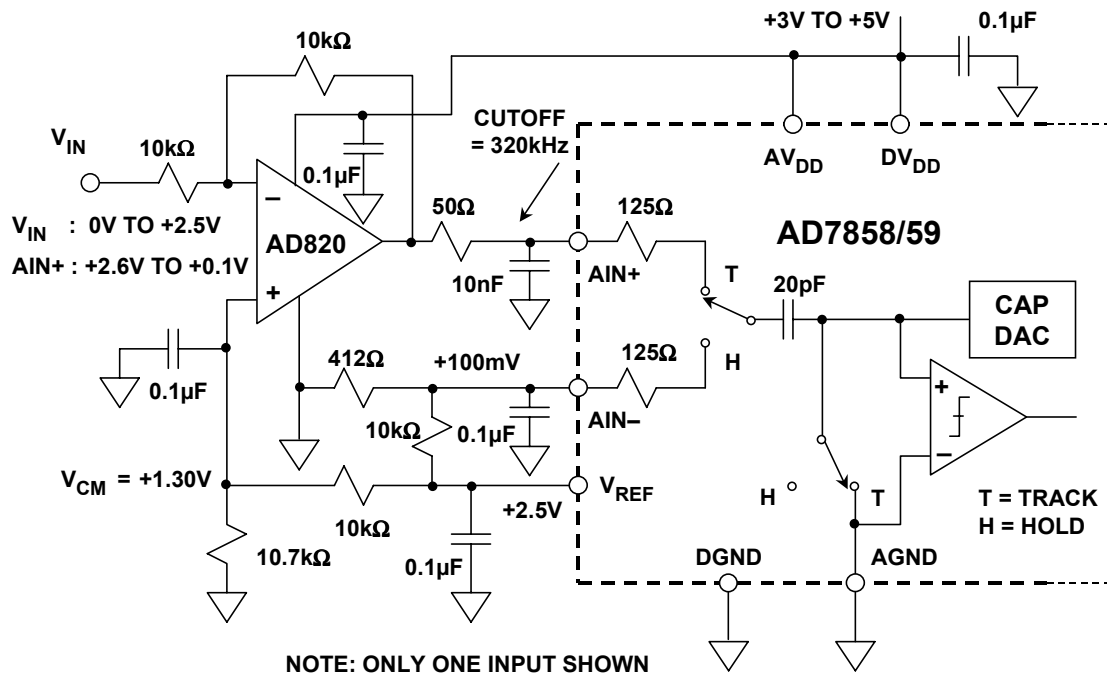 +3V TO +5V
0.1µF
10kΩ
CUTOFF
= 320kHz
V_IN
10kΩ
0.1µF
AV_DD
DV_DD
V_IN : 0V TO +2.5V
AIN+ : +2.6V TO +0.1V
–
AD820
+
50Ω
125Ω
AD7858/59
10nF
AIN+
T
20pF
CAP
DAC
H
0.1µF
412Ω
+100mV
125Ω
+
10kΩ
0.1µF
AIN–
–
V_CM = +1.30V
V_REF
H
T
T = TRACK
H = HOLD
10kΩ
+2.5V
10.7kΩ
0.1µF
DGND
AGND
NOTE: ONLY ONE INPUT SHOWN